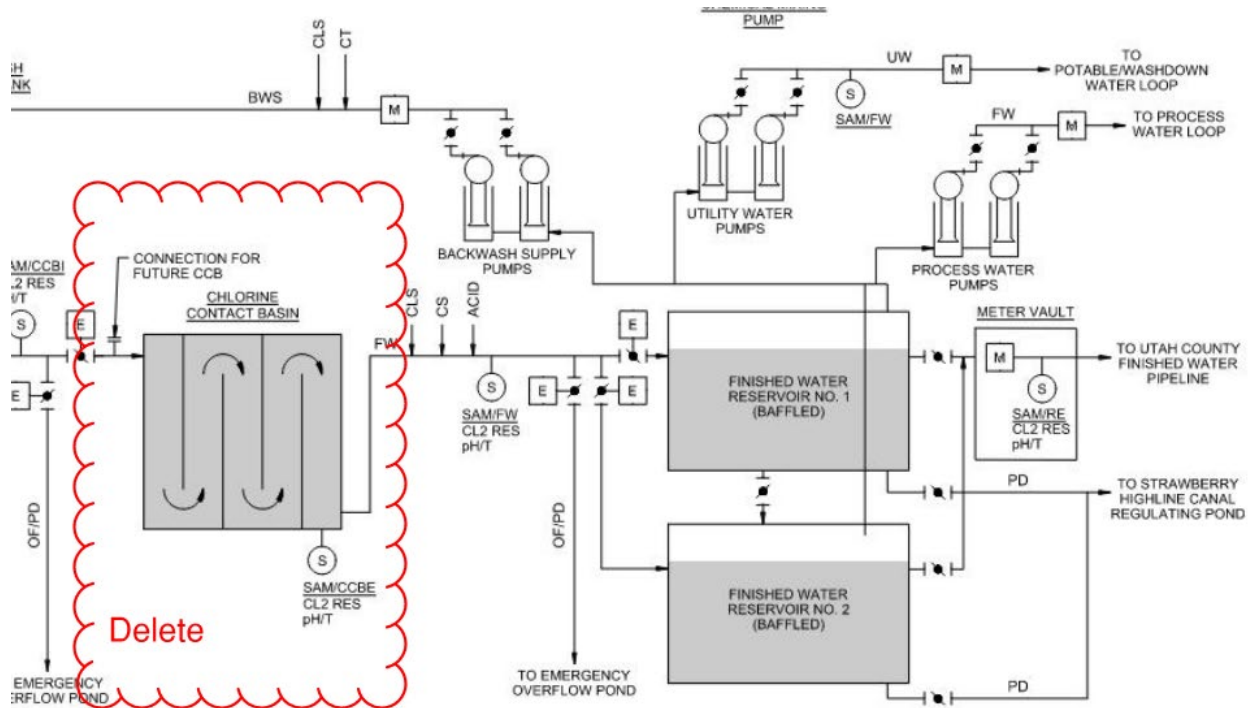 PUMP
CLS
CT
BWS
M
UW
M
TO
POTABLE/WASHDOWN
WATER LOOP
S
SAM/FW
FW
M
TO PROCESS
WATER LOOP
UTILITY WATER
PUMPS
BACKWASH SUPPLY
PUMPS
PROCESS WATER
PUMPS
CONNECTION FOR
FUTURE CCB
AM/CCBI
CL2 RES
H/T
S
E
CHLORINE
CONTACT BASIN
FW
CLS
CS
ACID
E
METER VAULT
M
TO UTAH COUNTY
FINISHED WATER
PIPELINE
S
SAM/RE
CL2 RES
pH/T
FINISHED WATER
RESERVOIR NO. 1
(BAFFLED)
E
S
SAM/FW
CL2 RES
pH/T
E
E
OF/PD
OF/PD
PD
TO STRAWBERRY
HIGHLINE CANAL
REGULATING POND
S
SAM/CCBE
CL2 RES
pH/T
FINISHED WATER
RESERVOIR NO. 2
(BAFFLED)
Delete
EMERGENCY
ERFLOW POND
TO EMERGENCY
OVERFLOW POND
PD